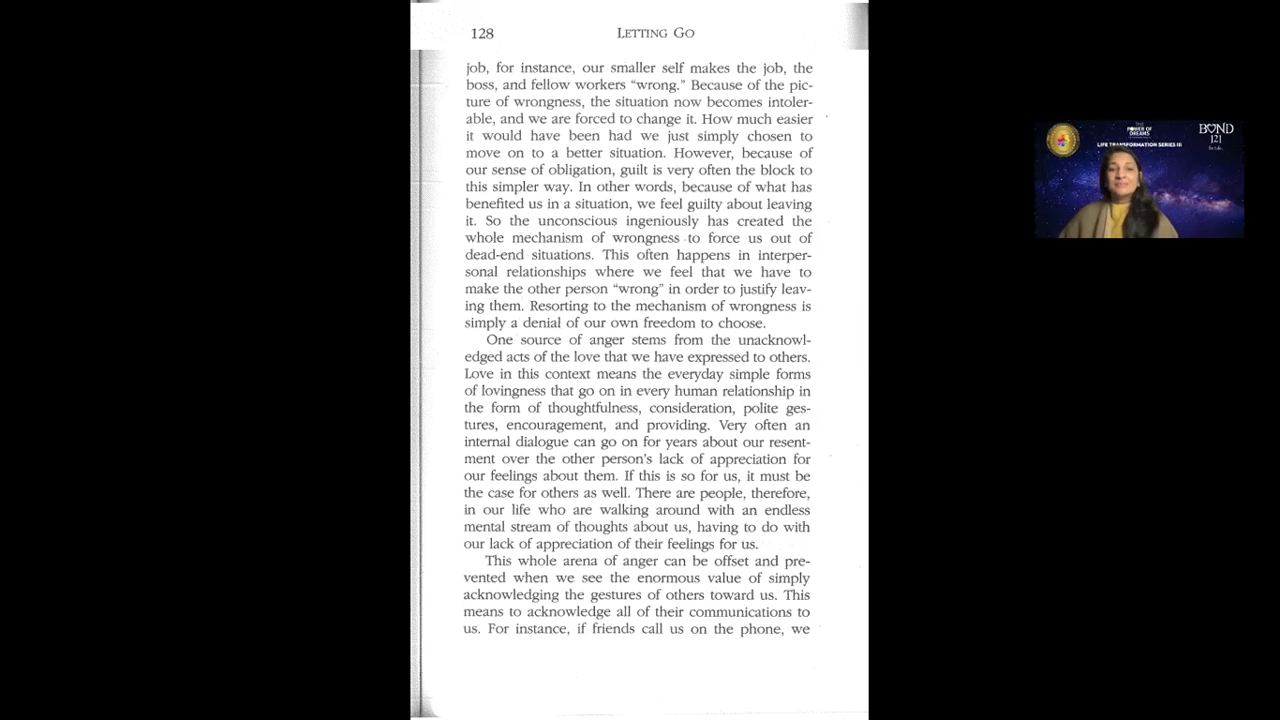 128
LETTING GO
job, for instance, our smaller self makes the job, the
boss, and fellow workers “wrong.” Because of the pic-
ture of wrongness, the situation now becomes intoler-
able, and we are forced to change it. How much easier
it would have been had we just simply chosen to
move on to a better situation. However, because of
our sense of obligation, guilt is very often the block to
this simpler way. In other words, because of what has
benefited us in a situation, we feel guilty about leaving
it. So the unconscious ingeniously has created the
whole mechanism of wrongness to force us out of
dead-end situations. This often happens in interper-
sonal relationships where we feel that we have to
make the other person “wrong” in order to justify leav-
ing them. Resorting to the mechanism of wrongness is
simply a denial of our own freedom to choose.
One source of anger stems from the unacknowl-
edged acts of the love that we have expressed to others.
Love in this context means the everyday simple forms
of lovingness that go on in every human relationship in
the form of thoughtfulness, consideration, polite ges-
tures, encouragement, and providing. Very often an
internal dialogue can go on for years about our resent-
ment over the other person’s lack of appreciation for
our feelings about them. If this is so for us, it must be
the case for others as well. There are people, therefore,
in our life who are walking around with an endless
mental stream of thoughts about us, having to do with
our lack of appreciation of their feelings for us.
This whole arena of anger can be offset and pre-
vented when we see the enormous value of simply
acknowledging the gestures of others toward us. This
means to acknowledge all of their communications to
us. For instance, if friends call us on the phone, we
THE
POWER OF
DREAMS
LIFE TRANSFORMATION SERIES III
BOND
121